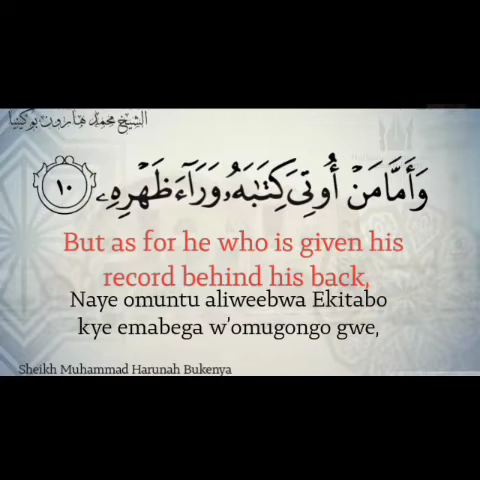 الشيخ محمد هارون بوكينيا
وَأَمَّا مَنْ أُوتِيَ كِتَٰبَهُۥ وَرَآءَ ظَهْرِهِۦ ١٠
But as for he who is given his
record behind his back,
Naye omuntu aliweebwa Ekitabo
kye emabega w'omugongo gwe,
Sheikh Muhammad Harunah Bukenya